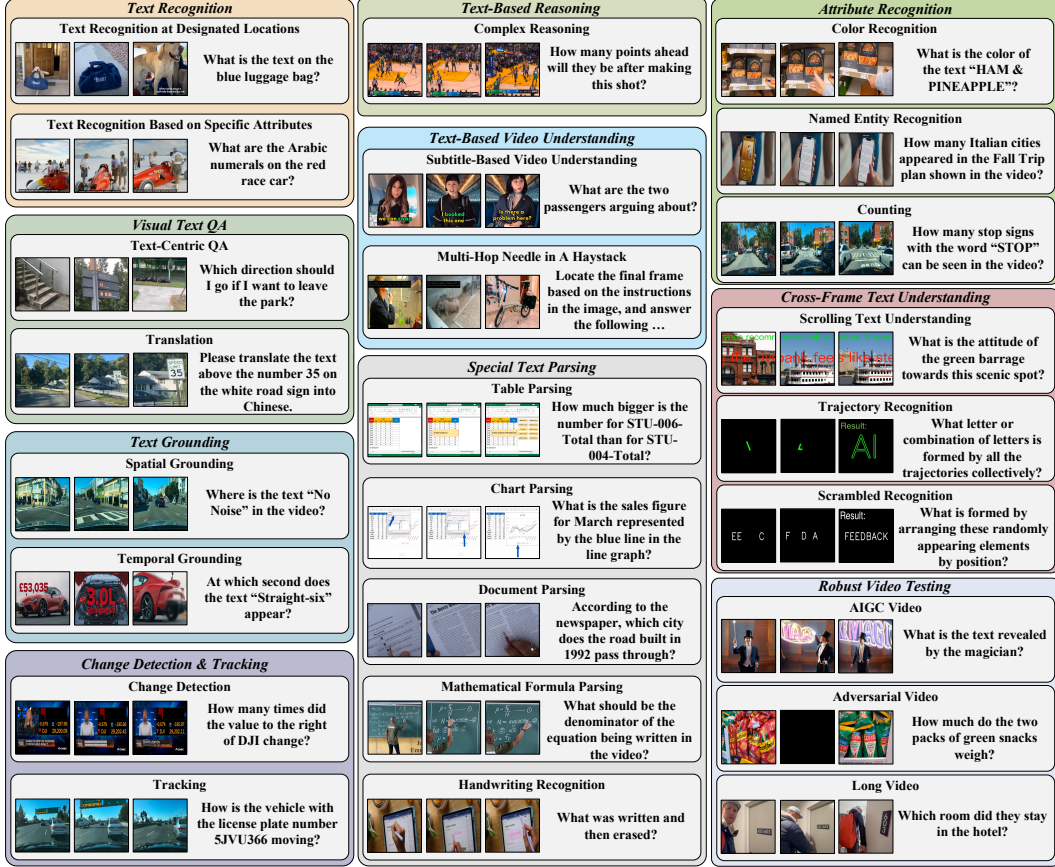 Text Recognition
Text Recognition at Designated Locations
What is the text on the
blue luggage bag?
Text Recognition Based on Specific Attributes
What are the Arabic
numerals on the red
race car?
Visual Text QA
Text-Centric QA
Which direction should
I go if I want to leave
the park?
Translation
35
Please translate the text
above the number 35 on
the white road sign into
Chinese.
Text Grounding
Spatial Grounding
Where is the text “No
Noise” in the video?
Temporal Grounding
£53,035
3.0L
At which second does
the text “Straight-six”
appear?
Change Detection & Tracking
Change Detection
How many times did
the value to the right
of DJI change?
Tracking
How is the vehicle with
the license plate number
5JVU366 moving?
Text-Based Reasoning
Complex Reasoning
How many points ahead
will they be after making
this shot?
Text-Based Video Understanding
Subtitle-Based Video Understanding
we can swap
I booked
this one
Is there a
problem here?
What are the two
passengers arguing about?
Multi-Hop Needle in A Haystack
Locate the final frame
based on the instructions
in the image, and answer
the following …
Special Text Parsing
Table Parsing
How much bigger is the
number for STU-006-
Total than for STU-
004-Total?
Chart Parsing
What is the sales figure
for March represented
by the blue line in the
line graph?
Document Parsing
According to the
newspaper, which city
does the road built in
1992 pass through?
Mathematical Formula Parsing
What should be the
denominator of the
equation being written in
the video?
Handwriting Recognition
What was written and
then erased?
Attribute Recognition
Color Recognition
What is the color of
the text “HAM &
PINEAPPLE”?
Named Entity Recognition
How many Italian cities
appeared in the Fall Trip
plan shown in the video?
Counting
How many stop signs
with the word “STOP”
can be seen in the video?
Cross-Frame Text Understanding
Scrolling Text Understanding
What is the attitude of
the green barrage
towards this scenic spot?
Trajectory Recognition
Result:
AI
What letter or
combination of letters is
formed by all the
trajectories collectively?
Scrambled Recognition
EE C
F D A
Result:
FEEDBACK
What is formed by
arranging these randomly
appearing elements
by position?
Robust Video Testing
AIGC Video
What is the text revealed
by the magician?
Adversarial Video
How much do the two
packs of green snacks
weigh?
Long Video
Which room did they stay
in the hotel?